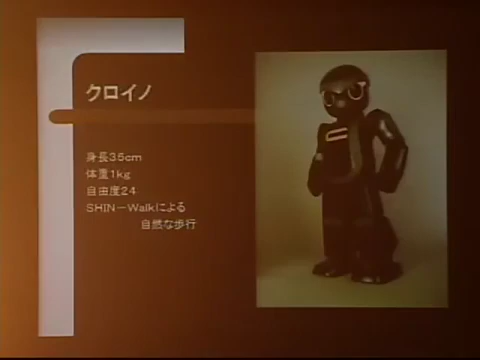 クロイノ
身長35cm
体重1kg
自由度24
SHIN－Walkによる
自然な歩行